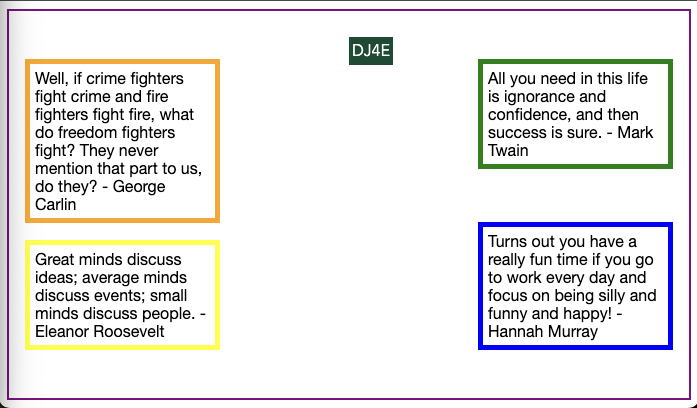 DJ4E
Well, if crime fighters
fight crime and fire
fighters fight fire, what
do freedom fighters
fight? They never
mention that part to us,
do they? - George
Carlin
All you need in this life
is ignorance and
confidence, and then
success is sure. - Mark
Twain
Great minds discuss
ideas; average minds
discuss events; small
minds discuss people. -
Eleanor Roosevelt
Turns out you have a
really fun time if you go
to work every day and
focus on being silly and
funny and happy! -
Hannah Murray